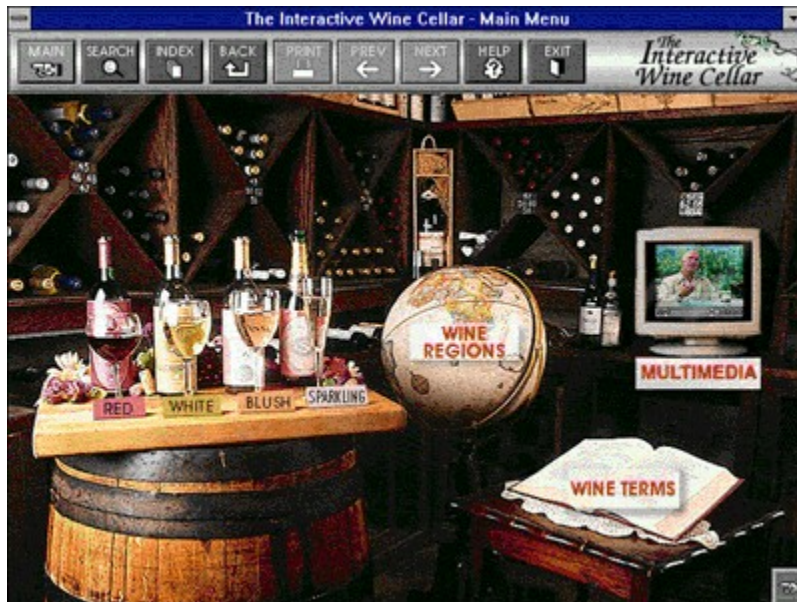 The Interactive Wine Cellar - Main Menu
MAIN
SEARCH
INDEX
BACK
PRINT
PREV
NEXT
HELP
EXIT
The
Interactive
Wine Cellar
WINE
REGIONS
MULTIMEDIA
RED
WHITE
BLUSH
SPARKLING
WINE TERMS